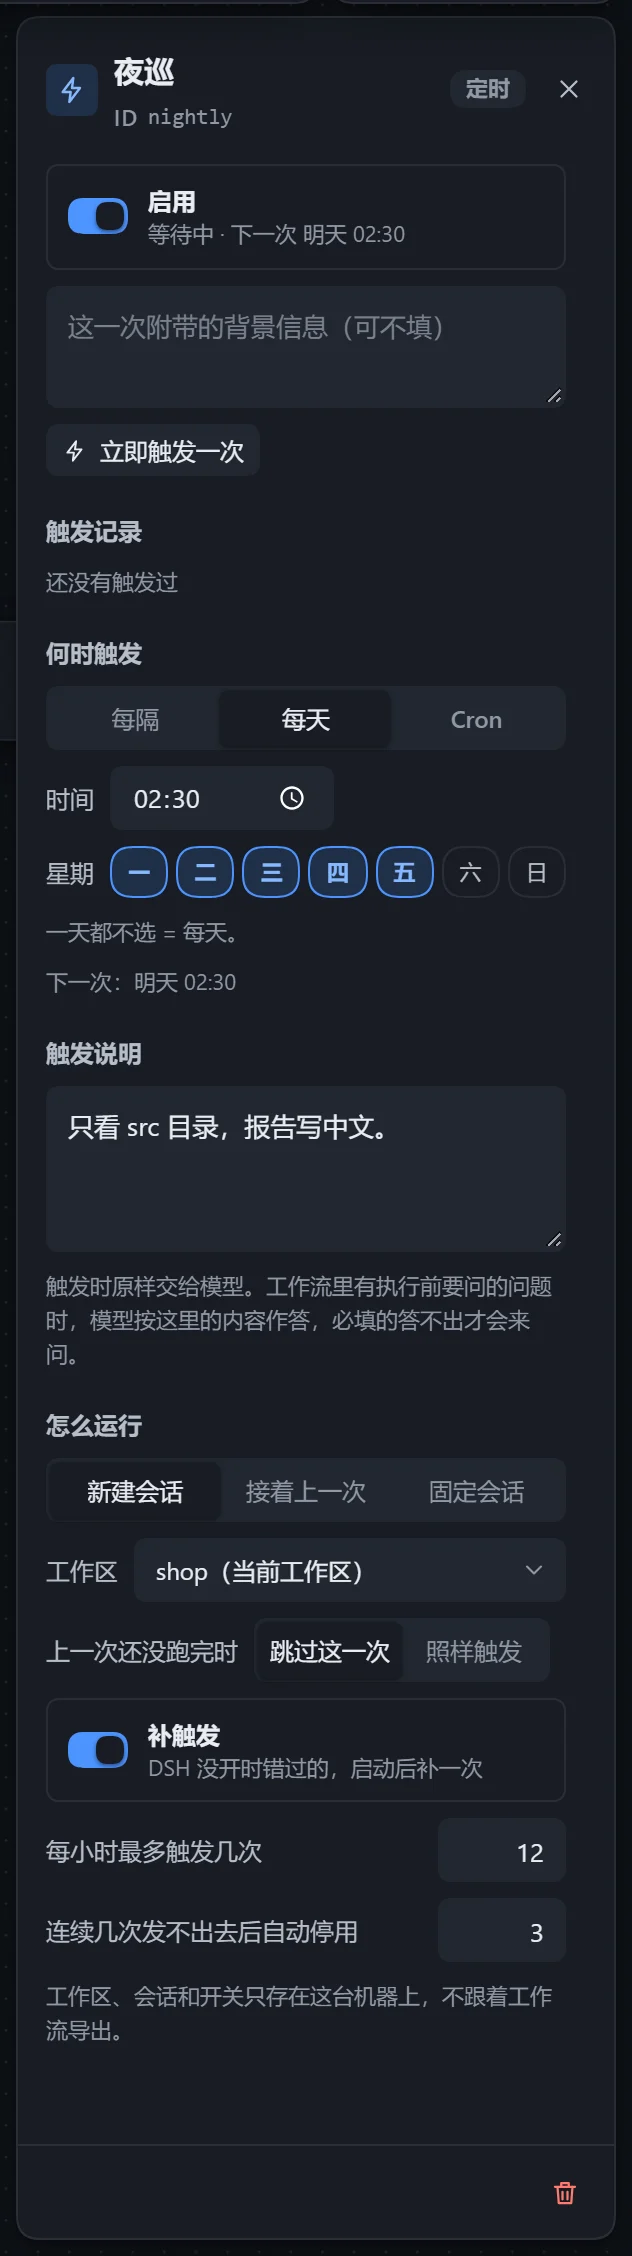 夜巡
定时
ID nightly
启用
等待中 · 下一次 明天 02:30
这一次附带的背景信息（可不填）
立即触发一次
触发记录
还没有触发过
何时触发
每隔 每天 Cron
时间 02:30
星期 一 二 三 四 五 六 日
一天都不选 = 每天。
下一次：明天 02:30
触发说明
只看 src 目录，报告写中文。
触发时原样交给模型。工作流里有执行前要问的问题
时，模型按这里的内容作答，必填的答不出才会来
问。
怎么运行
新建会话 接着上一次 固定会话
工作区 shop（当前工作区）
上一次还没跑完时 跳过这一次 照样触发
补触发
DSH 没开时错过的，启动后补一次
每小时最多触发几次 12
连续几次发不出去后自动停用 3
工作区、会话和开关只存在这台机器上，不跟着工作
流导出。